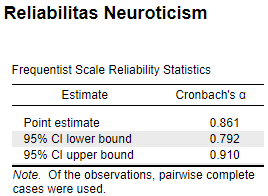 Reliabilitas Neuroticism
Frequentist Scale Reliability Statistics
Estimate Cronbach's α
Point estimate 0.861
95% CI lower bound 0.792
95% CI upper bound 0.910
Note. Of the observations, pairwise complete
cases were used.